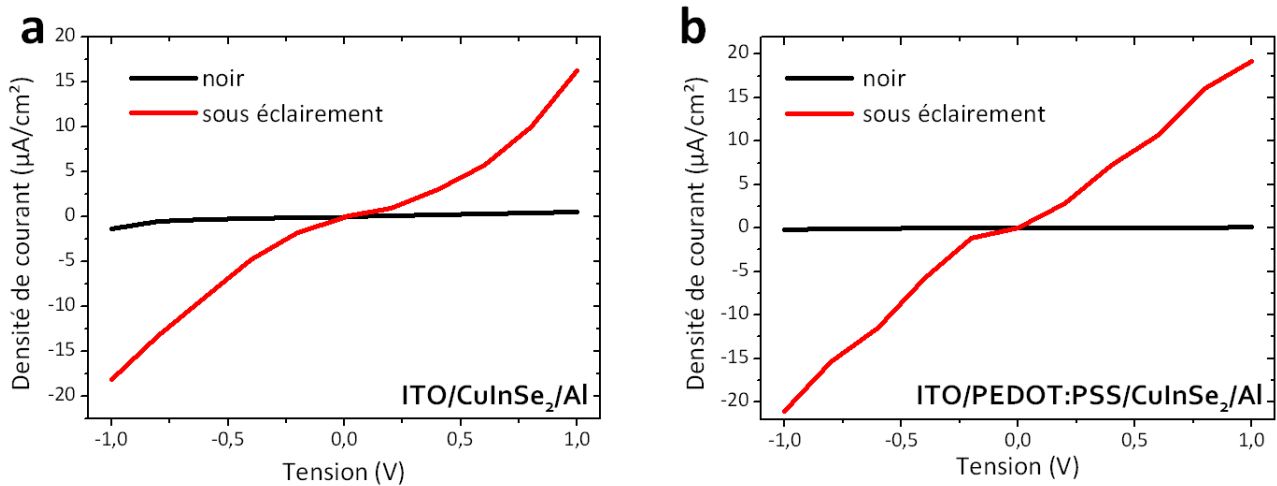 a
20
15
10
5
0
-5
-10
-15
-20
Densité de courant (µA/cm²)
noir
sous éclairement
ITO/CuInSe₂/Al
-1,0
-0,5
0,0
0,5
1,0
Tension (V)
b
20
15
10
5
0
-5
-10
-15
-20
Densité de courant (µA/cm²)
noir
sous éclairement
ITO/PEDOT:PSS/CuInSe₂/Al
-1,0
-0,5
0,0
0,5
1,0
Tension (V)